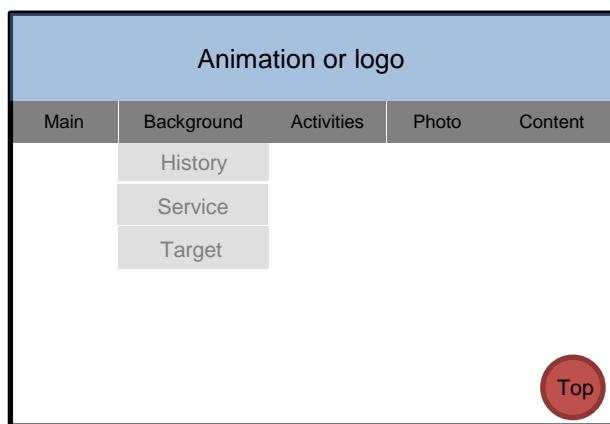 Animation or logo
Main Background Activities Photo Content
History
Service
Target
Top